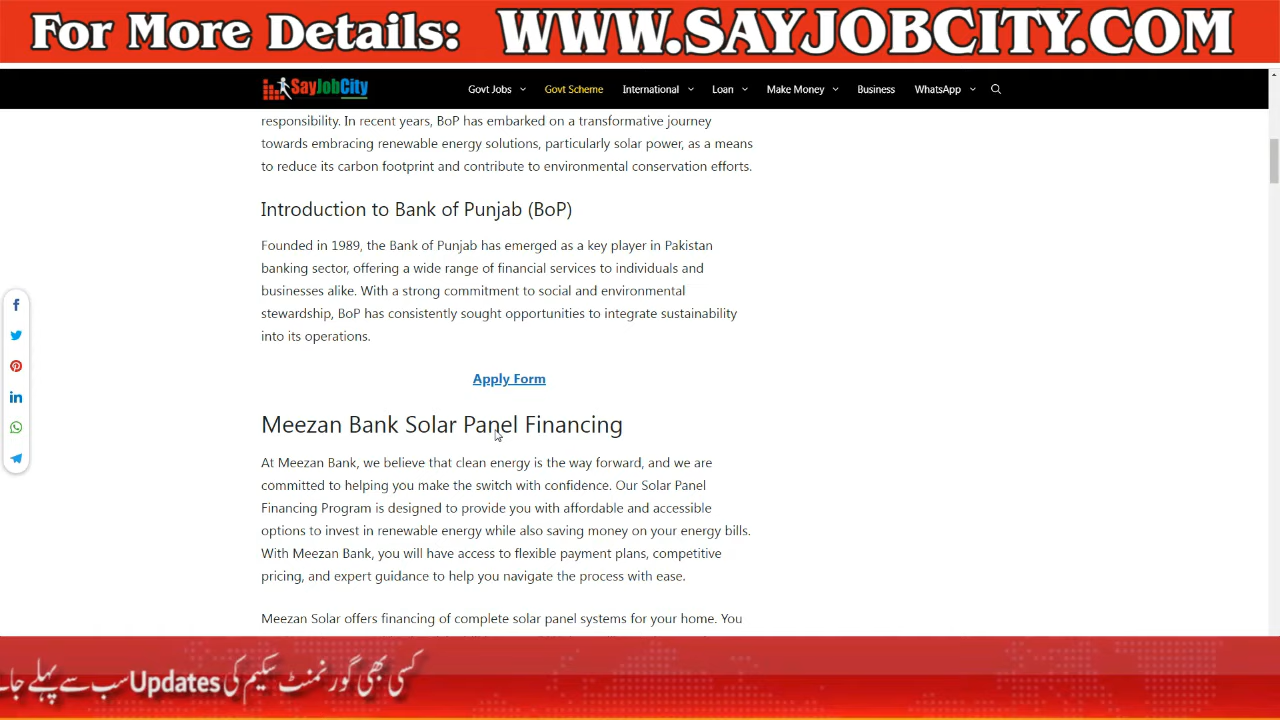 For More Details: WWW.SAYJOBCITY.COM
SayJobCity
Govt Jobs Govt Scheme International Loan Make Money Business WhatsApp
responsibility. In recent years, BoP has embarked on a transformative journey
towards embracing renewable energy solutions, particularly solar power, as a means
to reduce its carbon footprint and contribute to environmental conservation efforts.
Introduction to Bank of Punjab (BoP)
Founded in 1989, the Bank of Punjab has emerged as a key player in Pakistan
banking sector, offering a wide range of financial services to individuals and
businesses alike. With a strong commitment to social and environmental
stewardship, BoP has consistently sought opportunities to integrate sustainability
into its operations.
Apply Form
Meezan Bank Solar Panel Financing
At Meezan Bank, we believe that clean energy is the way forward, and we are
committed to helping you make the switch with confidence. Our Solar Panel
Financing Program is designed to provide you with affordable and accessible
options to invest in renewable energy while also saving money on your energy bills.
With Meezan Bank, you will have access to flexible payment plans, competitive
pricing, and expert guidance to help you navigate the process with ease.
Meezan Solar offers financing of complete solar panel systems for your home. You
کسی بھی گورنمنٹ سکیم کی Updates سب سے پہلے